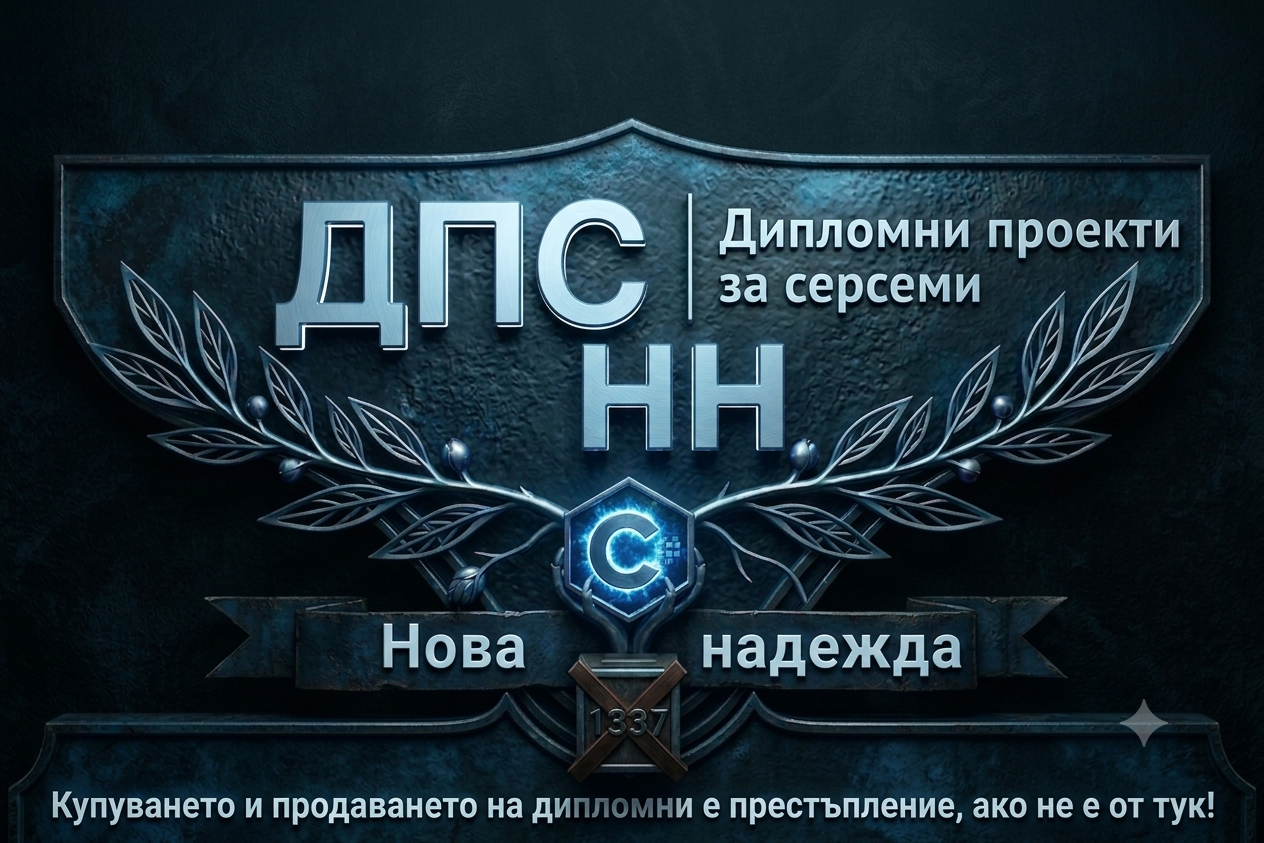 ДПС
Дипломни проекти
за серсеми
НН
C
Нова надежда
1337
Купуването и продаването на дипломни е престъпление, ако не е от тук!